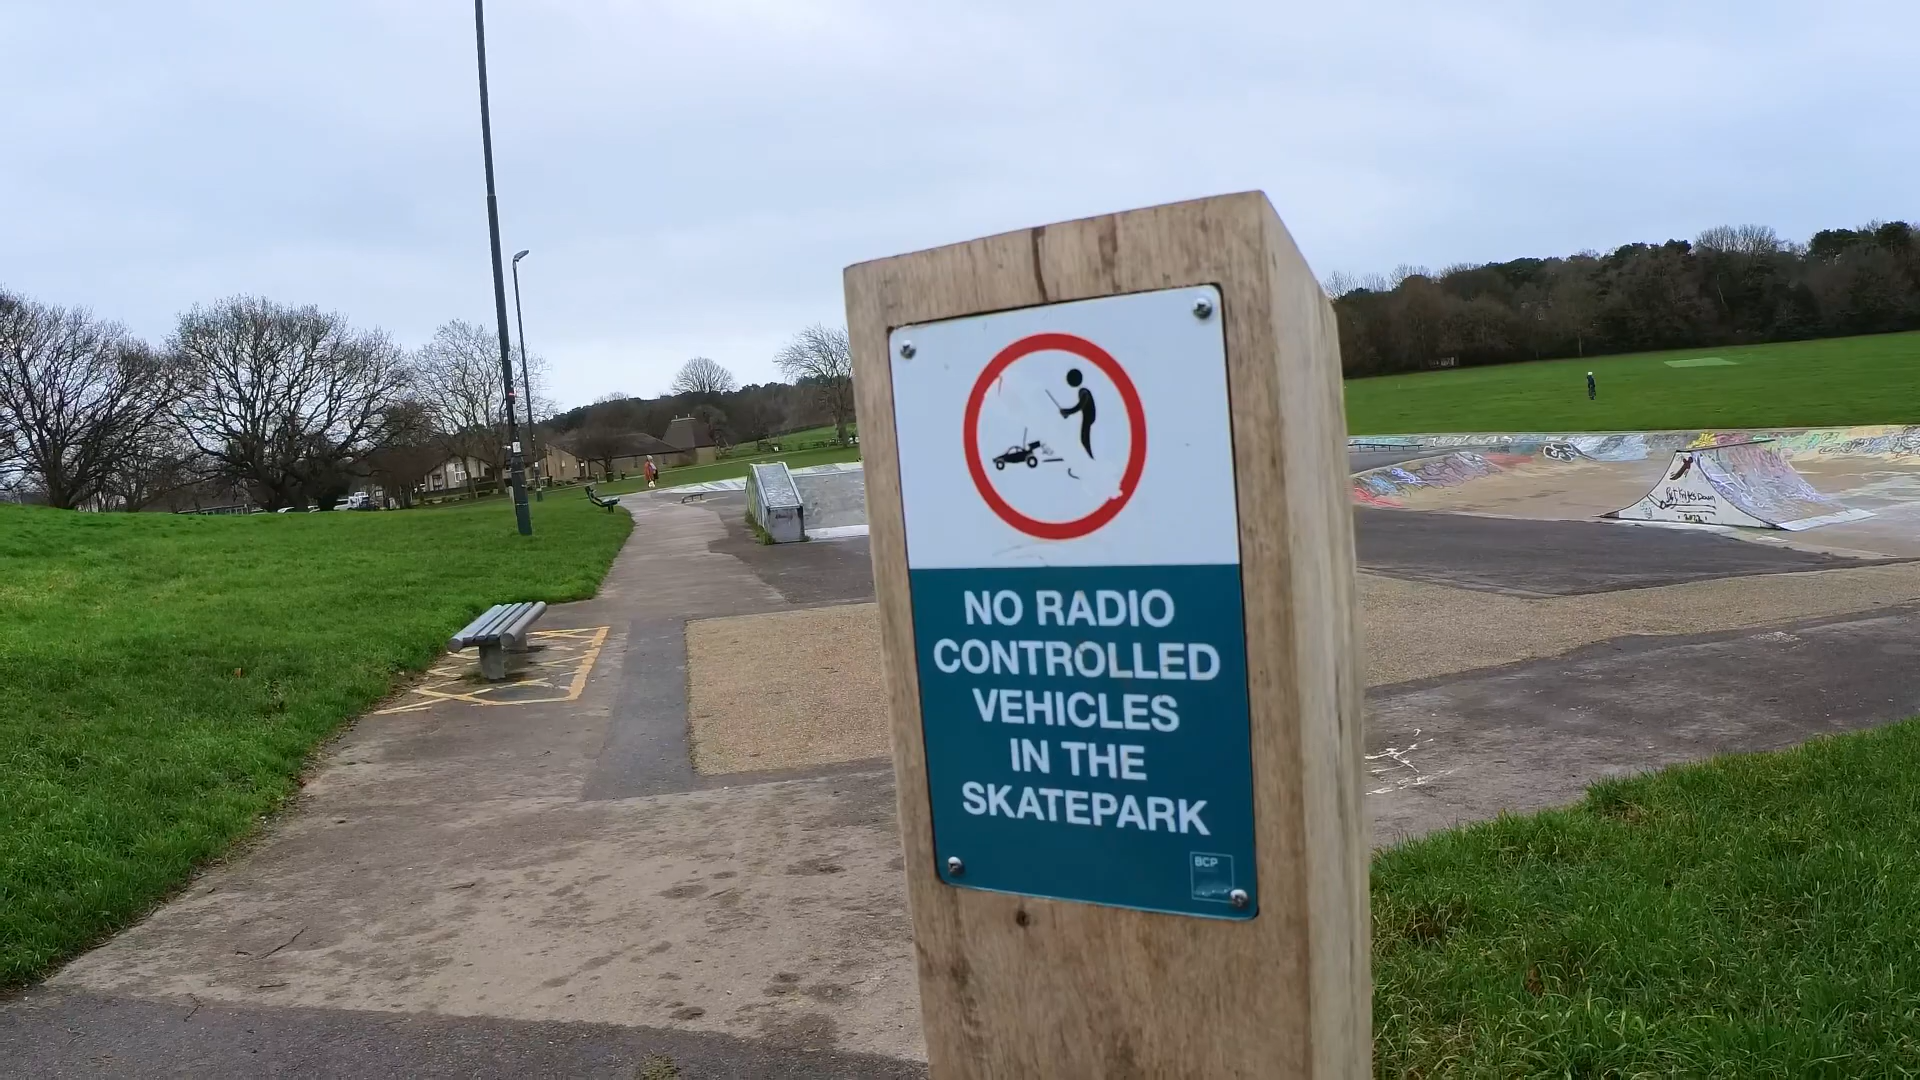 NO RADIO
CONTROLLED
VEHICLES
IN THE
SKATEPARK
BCP